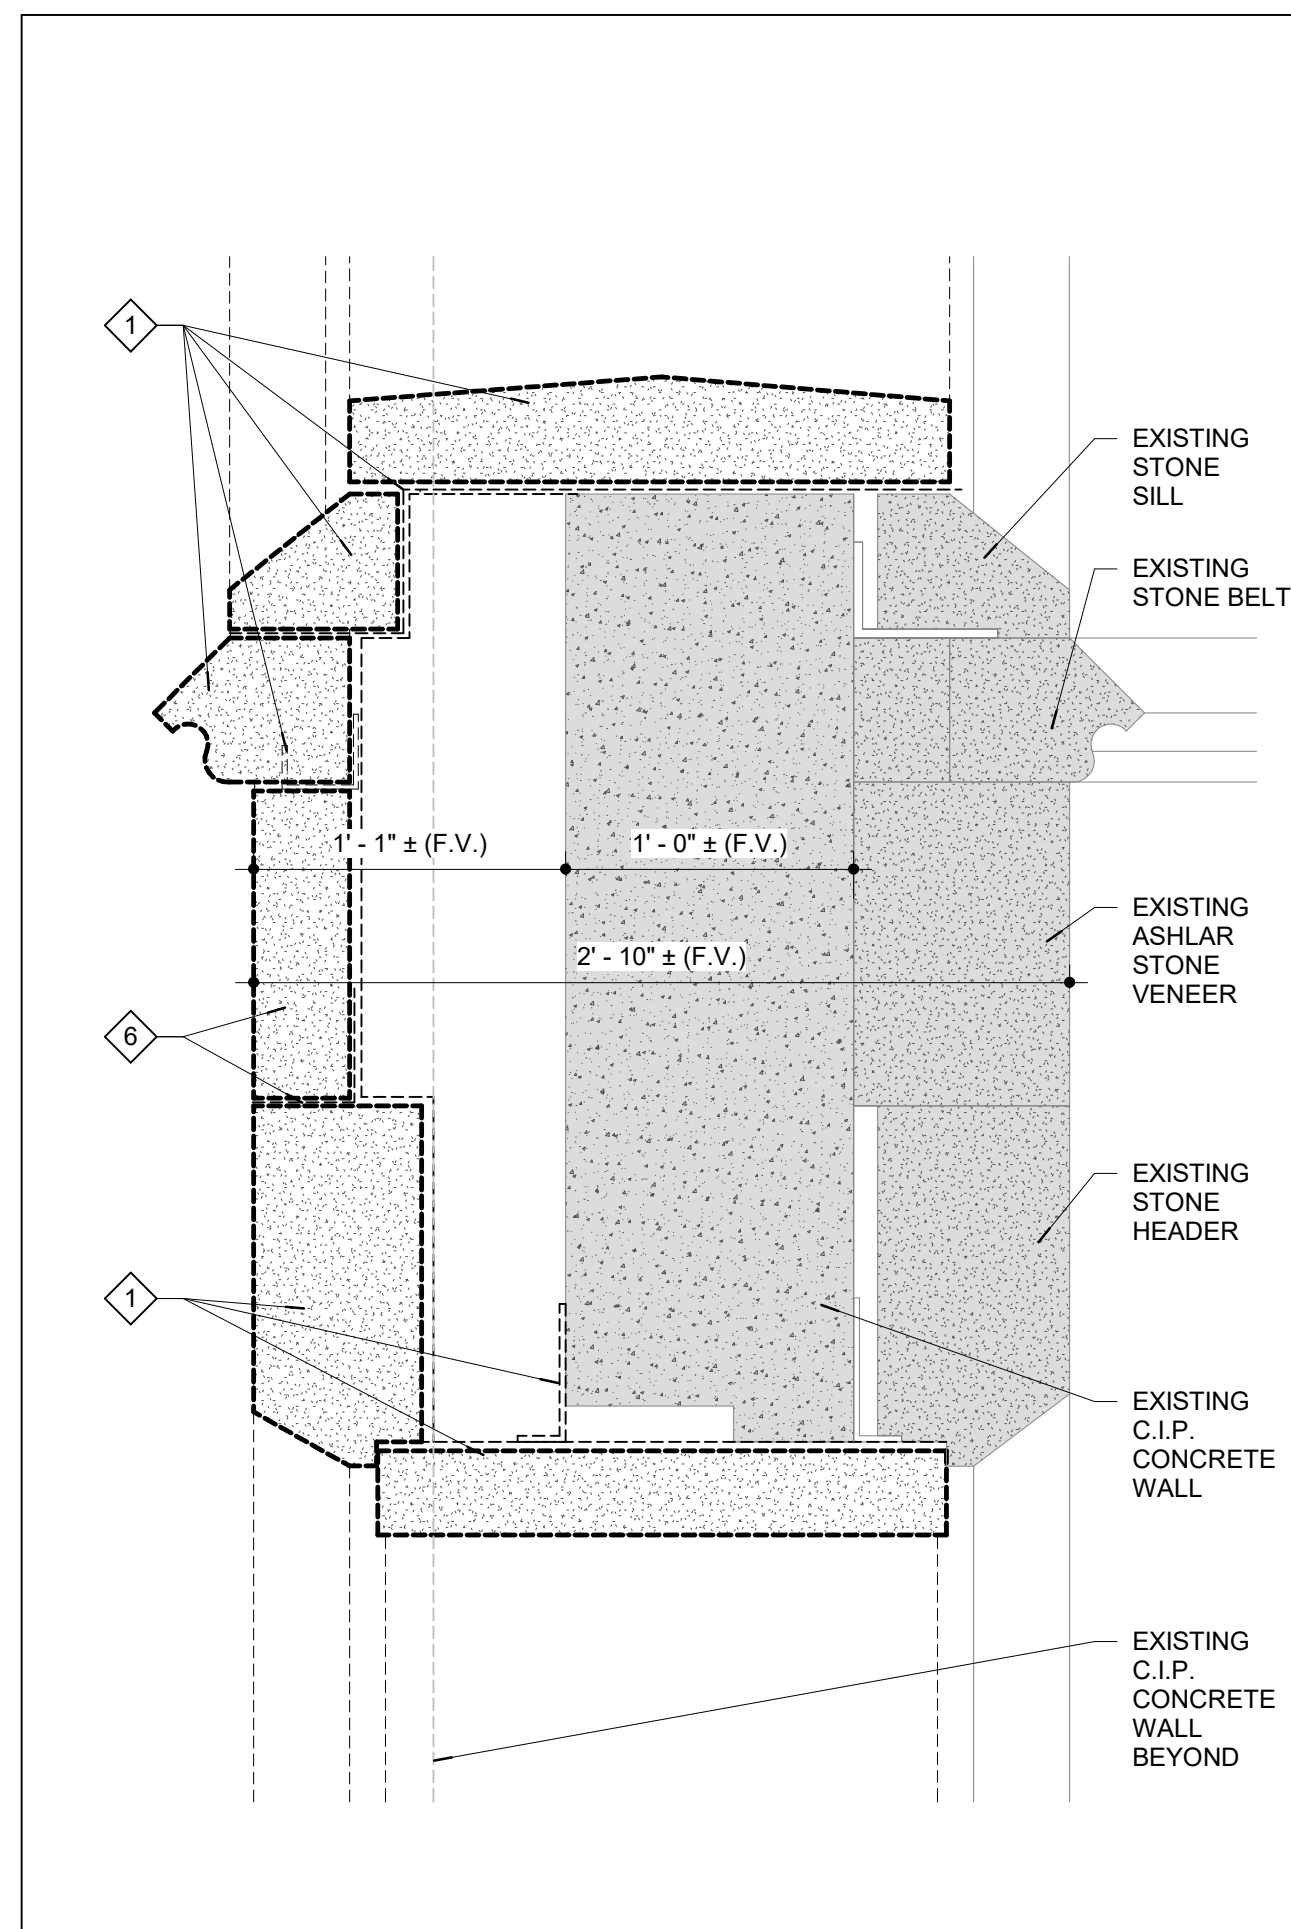 1
EXISTING
STONE
SILL
EXISTING
STONE BELT
1' - 1" ± (F.V.)
1' - 0" ± (F.V.)
EXISTING
ASHLAR
STONE
VENEER
2' - 10" ± (F.V.)
6
EXISTING
STONE
HEADER
1
EXISTING
C.I.P.
CONCRETE
WALL
EXISTING
C.I.P.
CONCRETE
WALL
BEYOND